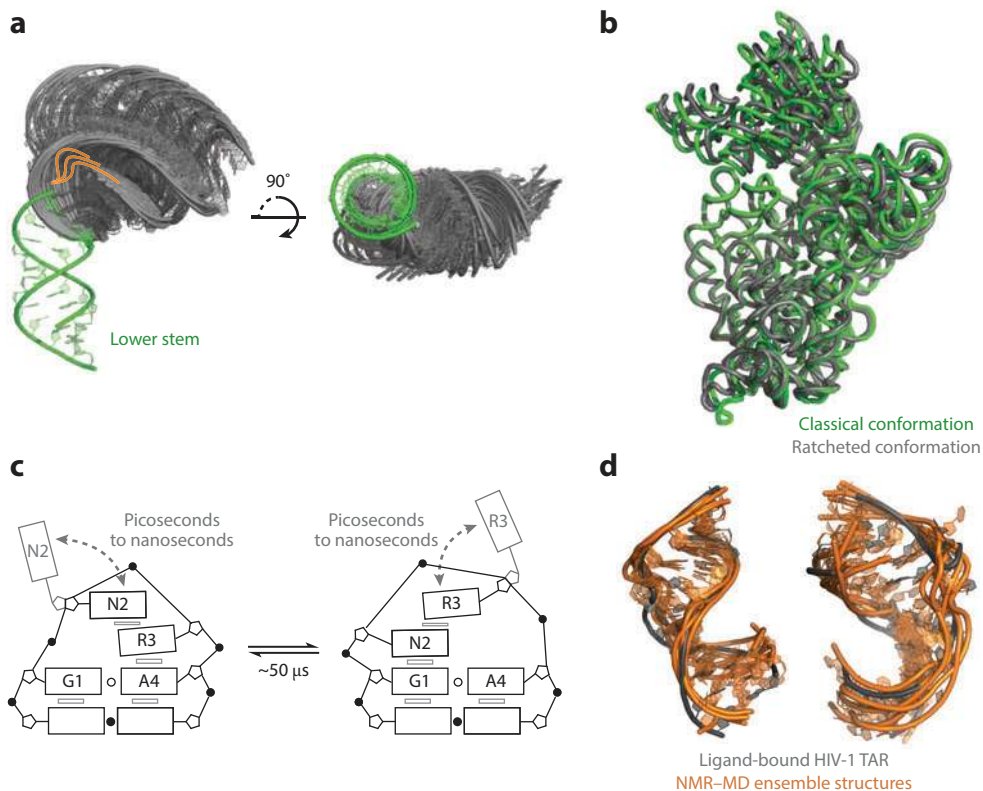 a
90°
Lower stem
b
Classical conformation
Ratcheted conformation
c
N2
Picoseconds
to nanoseconds
N2
R3
G1
A4
~50 μs
Picoseconds
to nanoseconds
R3
R3
N2
G1
A4
d
Ligand-bound HIV-1 TAR
NMR–MD ensemble structures